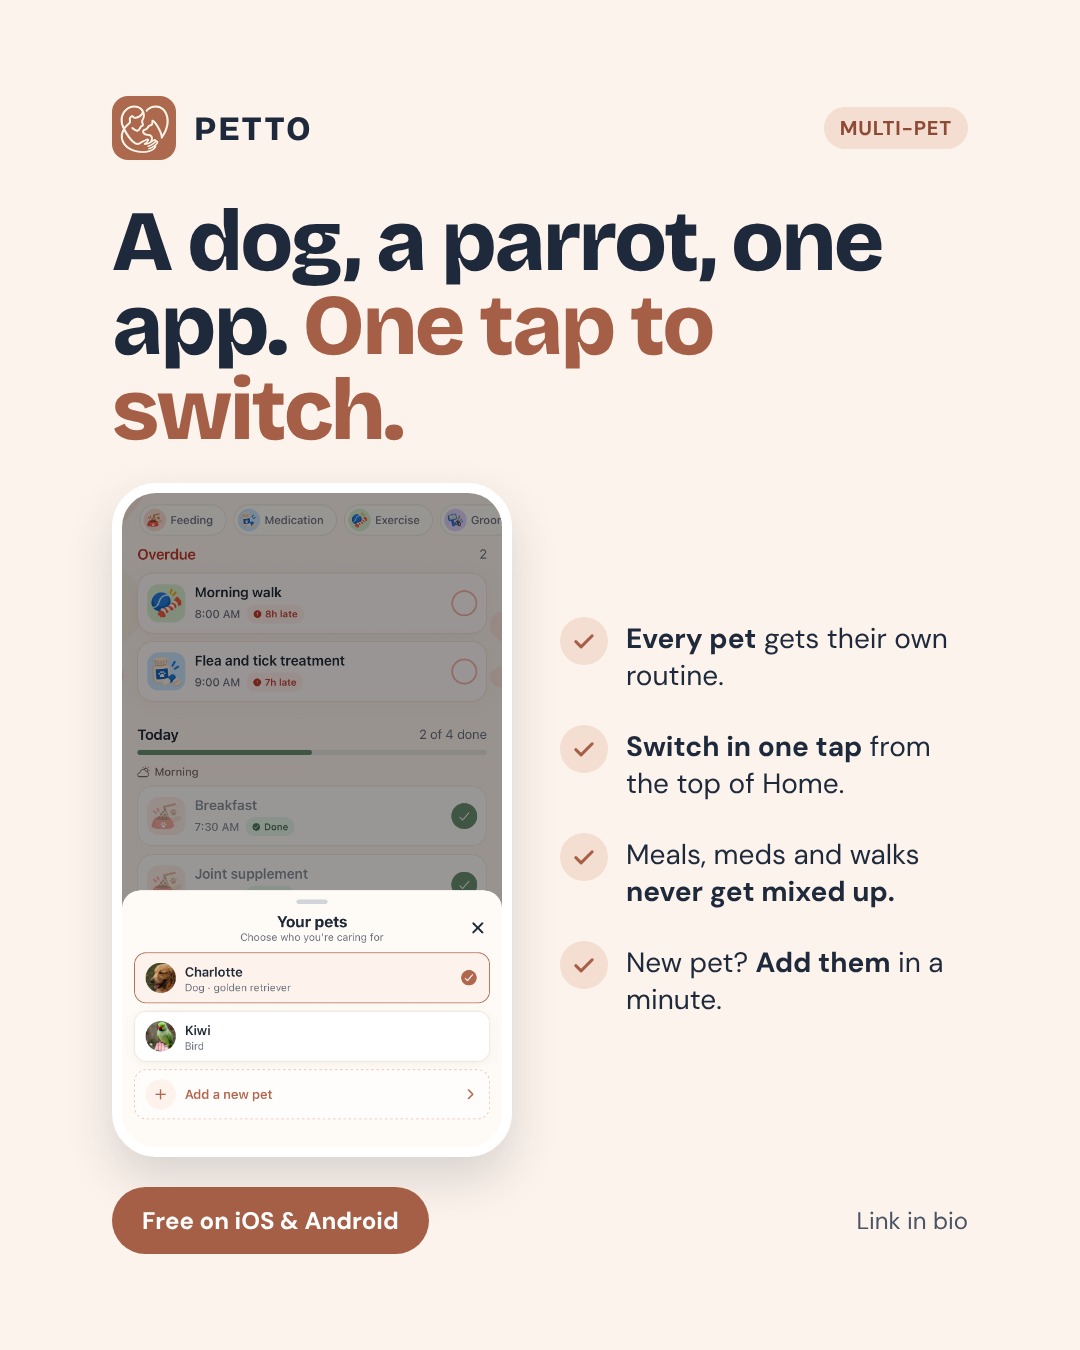 PETTO
MULTI-PET
A dog, a parrot, one
app. One tap to
switch.
Feeding
Medication
Exercise
Groor
Overdue
2
Morning walk
8:00 AM
8h late
Flea and tick treatment
9:00 AM
7h late
Today
2 of 4 done
Morning
Breakfast
7:30 AM
Done
Joint supplement
Your pets
Choose who you're caring for
Charlotte
Dog · golden retriever
Kiwi
Bird
Add a new pet
Every pet gets their own
routine.
Switch in one tap from
the top of Home.
Meals, meds and walks
never get mixed up.
New pet? Add them in a
minute.
Free on iOS & Android
Link in bio